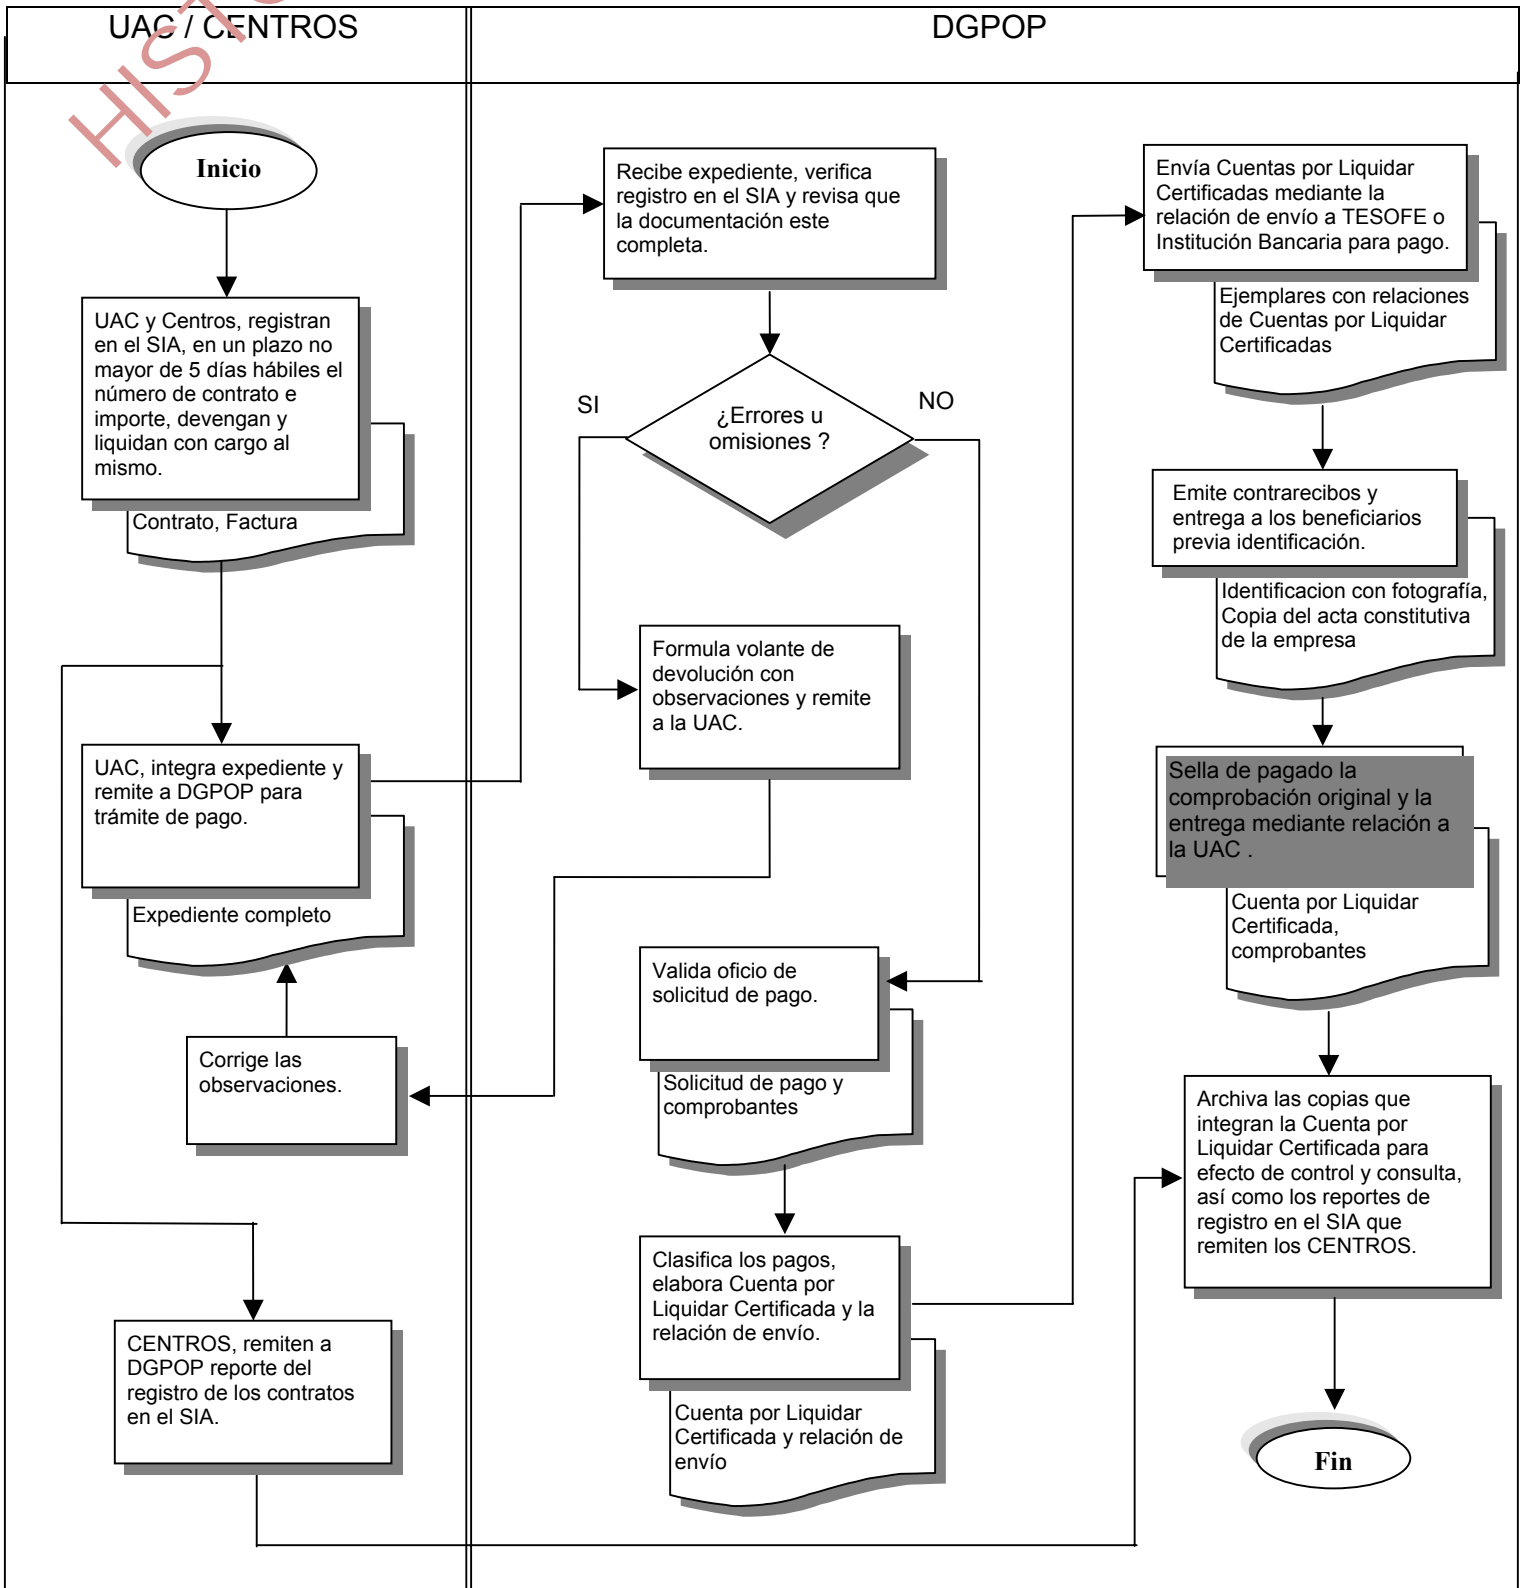 UAC / CENTROS
DGPOP
HIST
Inicio
UAC y Centros, registran
en el SIA, en un plazo no
mayor de 5 días hábiles el
número de contrato e
importe, devengan y
liquidan con cargo al
mismo.
Contrato, Factura
UAC, integra expediente y
remite a DGPOP para
trámite de pago.
Expediente completo
Corrige las
observaciones.
CENTROS, remiten a
DGPOP reporte del
registro de los contratos
en el SIA.
Recibe expediente, verifica
registro en el SIA y revisa que
la documentación este
completa.
SI
¿Errores u
omisiones ?
NO
Formula volante de
devolución con
observaciones y remite
a la UAC.
Valida oficio de
solicitud de pago.
Solicitud de pago y
comprobantes
Clasifica los pagos,
elabora Cuenta por
Liquidar Certificada y la
relación de envío.
Cuenta por Liquidar
Certificada y relación de
envío
Envía Cuentas por Liquidar
Certificadas mediante la
relación de envío a TESOFE o
Institución Bancaria para pago.
Ejemplares con relaciones
de Cuentas por Liquidar
Certificadas
Emite contrarecibos y
entrega a los beneficiarios
previa identificación.
Identificacion con fotografía,
Copia del acta constitutiva
de la empresa
Sella de pagado la
comprobación original y la
entrega mediante relación a
la UAC .
Cuenta por Liquidar
Certificada,
comprobantes
Archiva las copias que
integran la Cuenta por
Liquidar Certificada para
efecto de control y consulta,
así como los reportes de
registro en el SIA que
remiten los CENTROS.
Fin